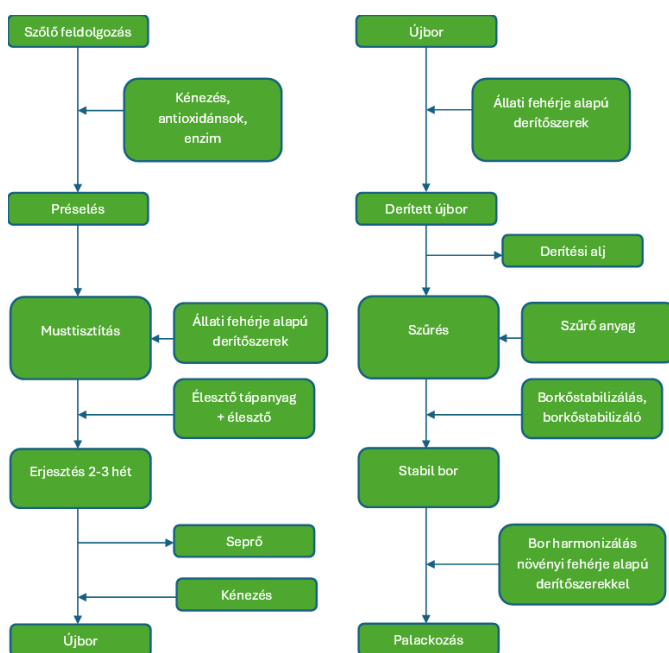 Szőlő feldolgozás
Kénezés,
antioxidánsok,
enzim
Préselés
Musttisztítás
Állati fehérje alapú
derítőszerek
Élesztő tápanyag
+ élesztő
Erjesztés 2-3 hét
Seprő
Kénezés
Újbor
Újbor
Állati fehérje alapú
derítőszerek
Derített újbor
Derítési alj
Szűrés
Szűrő anyag
Borkőstabilizálás,
borkőstabilizáló
Stabil bor
Bor harmonizálás
növényi fehérje alapú
derítőszerekkel
Palackozás